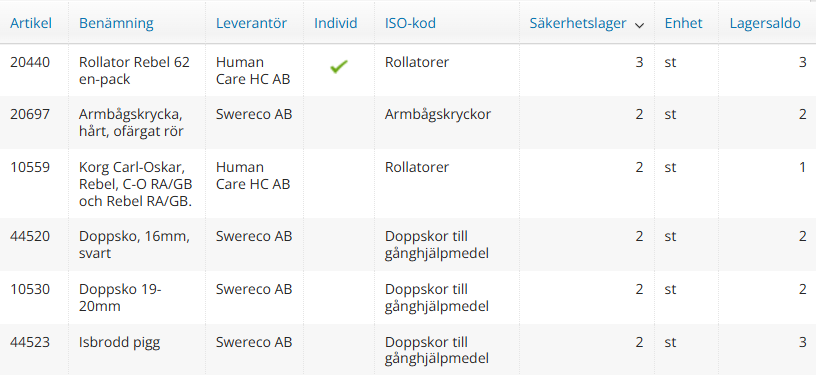 Artikel Benämning Leverantör Individ ISO-kod Säkerhetslager Enhet Lagersaldo
20440 Rollator Rebel 62 Human Rollatorer 3 st 3
en-pack Care HC AB
20697 Armbågskrycka, Swereco AB Armbågskryckor 2 st 2
hårt, ofärgat rör
10559 Korg Carl-Oskar, Human Rollatorer 2 st 1
Rebel, C-O RA/GB Care HC AB
och Rebel RA/GB.
44520 Doppsko, 16mm, Swereco AB Doppskor till 2 st 2
svart gånghjälpmedel
10530 Doppsko 19- Swereco AB Doppskor till 2 st 2
20mm gånghjälpmedel
44523 Isbrodd pigg Swereco AB Doppskor till 2 st 3
gånghjälpmedel